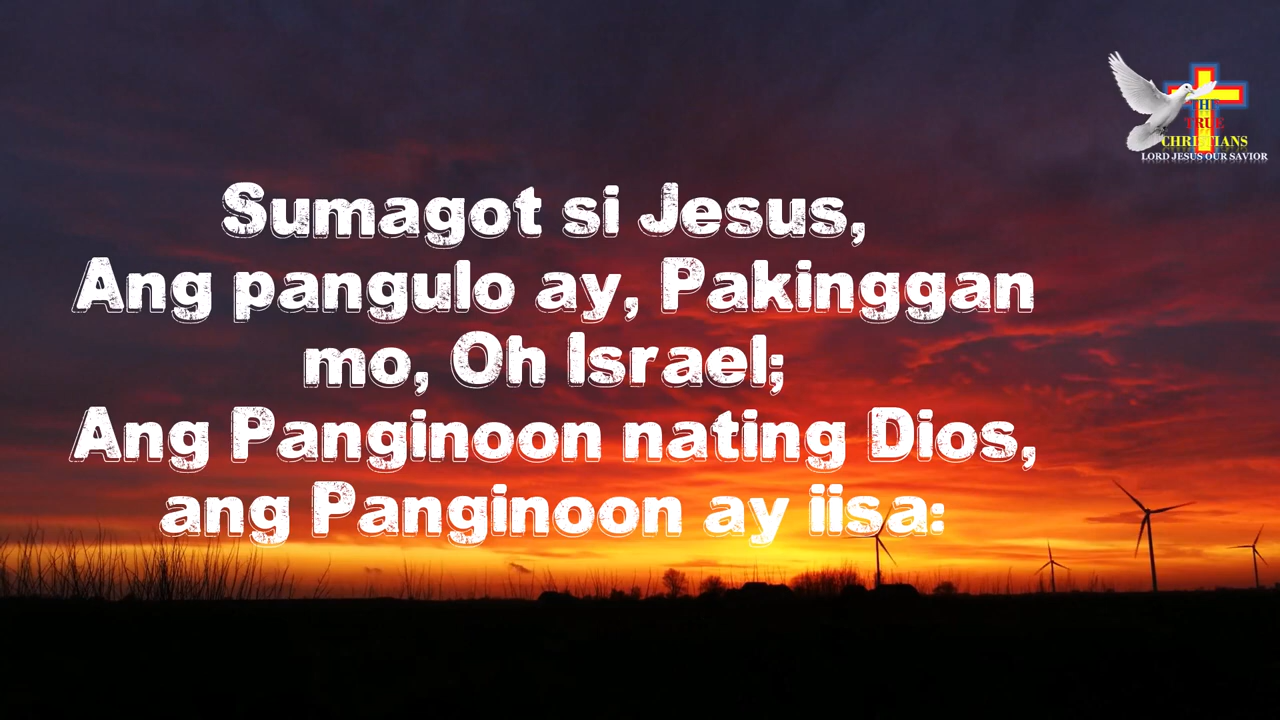 THE
TRUE
CHRISTIANS
LORD JESUS OUR SAVIOR
Sumagot si Jesus,
Ang pangulo ay, Pakinggan
mo, Oh Israel;
Ang Panginoon nating Dios,
ang Panginoon ay iisa: